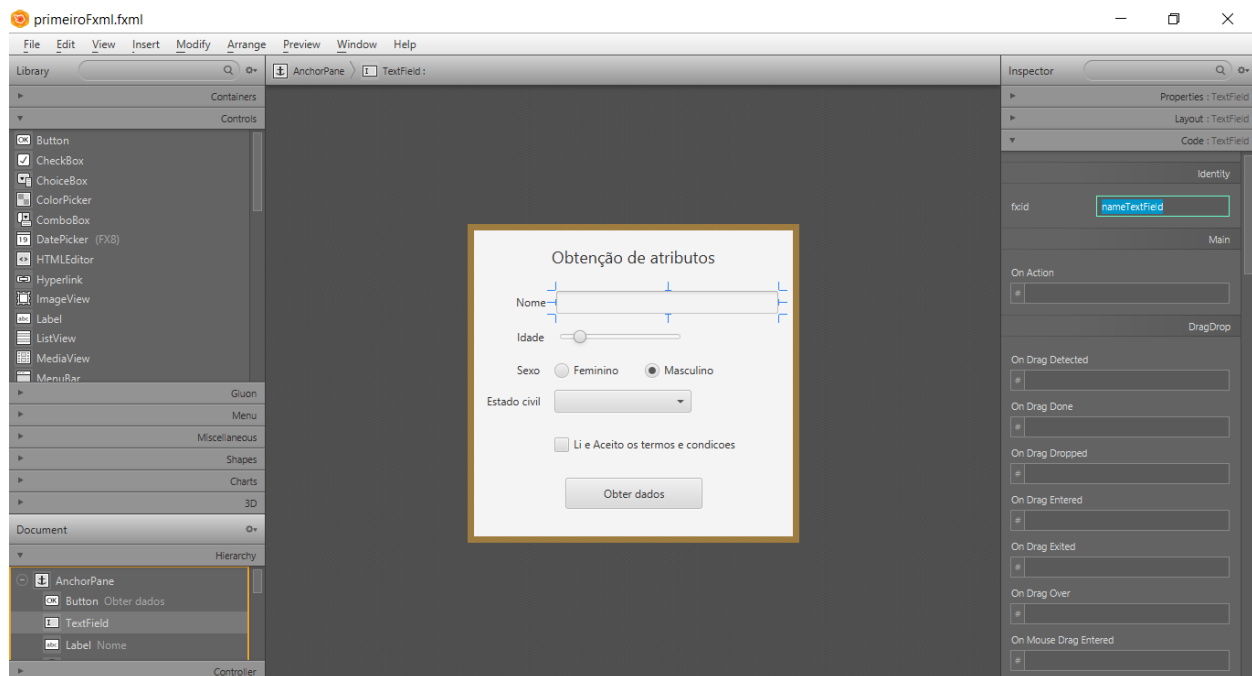 primeiroFxml.fxml
File Edit View Insert Modify Arrange Preview Window Help
Library
AnchorPane TextField :
Inspector
Containers
Controls
Button
CheckBox
ChoiceBox
ColorPicker
ComboBox
DatePicker (FX8)
HTMLEditor
Hyperlink
ImageView
Label
ListView
MediaView
MenuBar
Gluon
Menu
Miscellaneous
Shapes
Charts
3D
Document
Hierarchy
AnchorPane
Button Obter dados
TextField
Label Nome
Controller
Obtenção de atributos
Nome
Idade
Sexo Feminino Masculino
Estado civil
Li e Aceito os termos e condicoes
Obter dados
Properties : TextField
Layout : TextField
Code : TextField
Identity
fx:id nameTextField
Main
On Action
#
DragDrop
On Drag Detected
#
On Drag Done
#
On Drag Dropped
#
On Drag Entered
#
On Drag Exited
#
On Drag Over
#
On Mouse Drag Entered
#